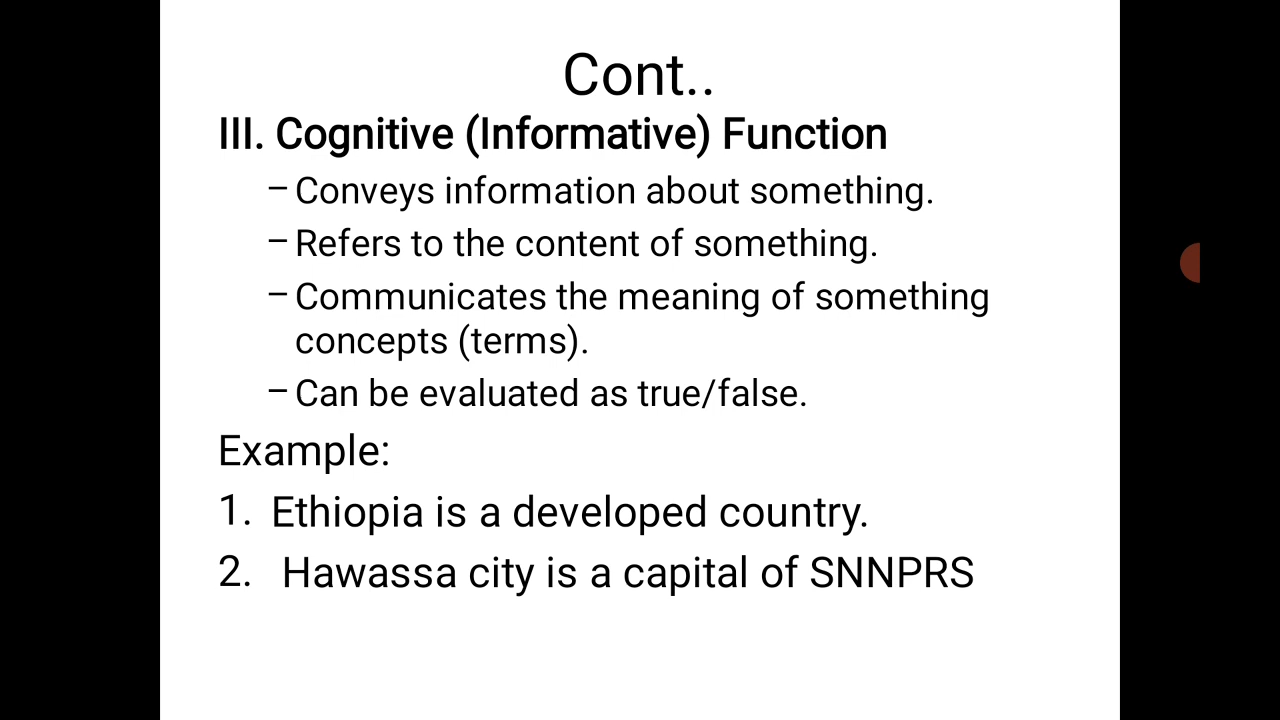 Cont..
III. Cognitive (Informative) Function
– Conveys information about something.
– Refers to the content of something.
– Communicates the meaning of something
concepts (terms).
– Can be evaluated as true/false.
Example:
1. Ethiopia is a developed country.
2. Hawassa city is a capital of SNNPRS